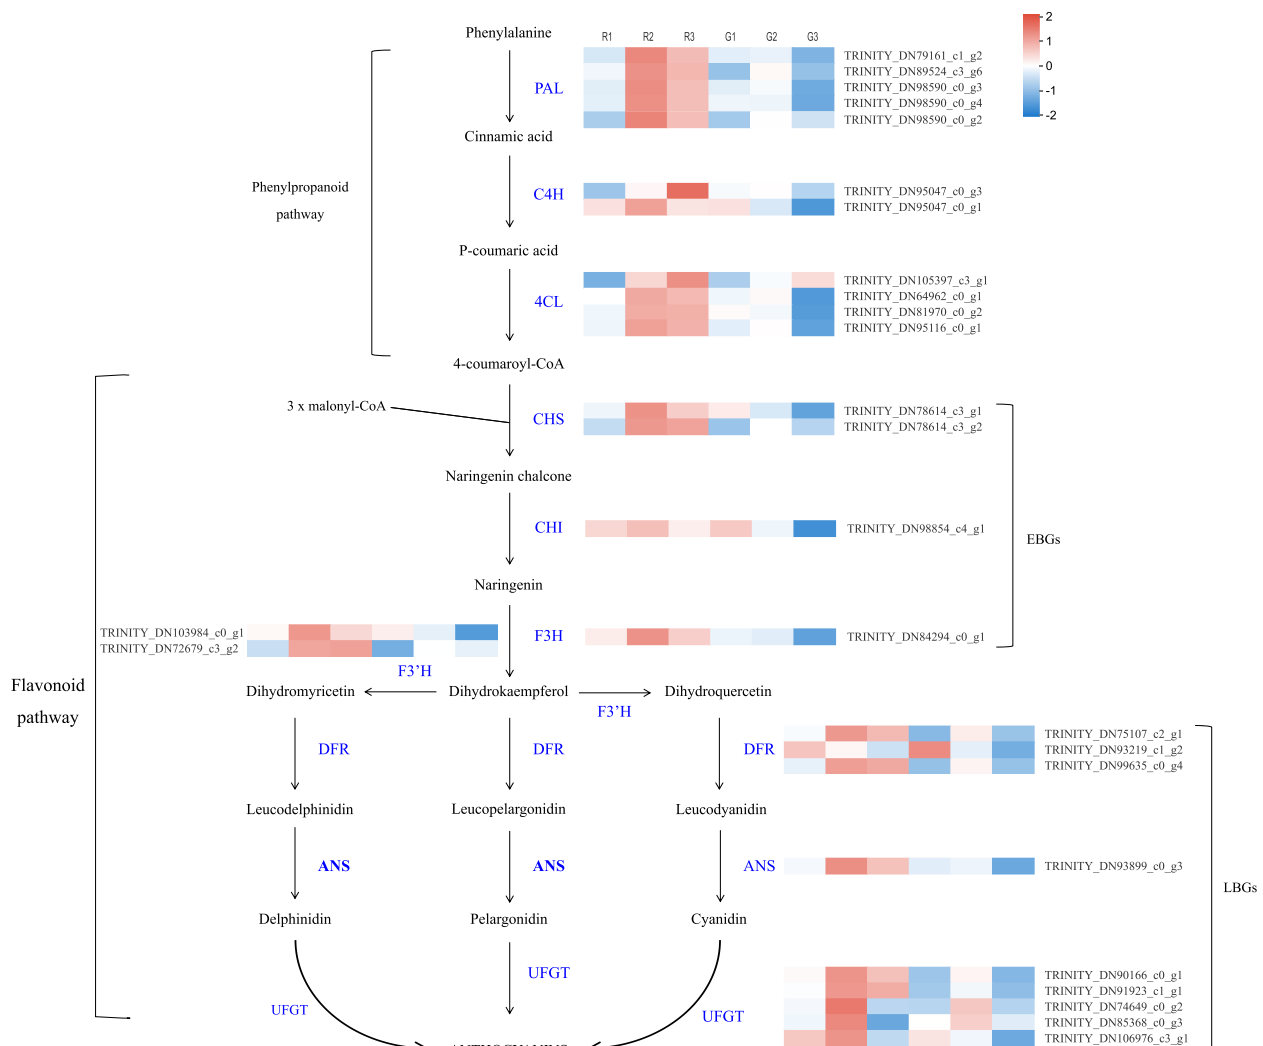 Phenylalanine
R1 R2 R3 G1 G2 G3
2
1
0
-1
-2
PAL
TRINITY_DN79161_c1_g2
TRINITY_DN89524_c3_g6
TRINITY_DN98590_c0_g3
TRINITY_DN98590_c0_g4
TRINITY_DN98590_c0_g2
Cinnamic acid
Phenylpropanoid
pathway
C4H
TRINITY_DN95047_c0_g3
TRINITY_DN95047_c0_g1
P-coumaric acid
4CL
TRINITY_DN105397_c3_g1
TRINITY_DN64962_c0_g1
TRINITY_DN81970_c0_g2
TRINITY_DN95116_c0_g1
4-coumaroyl-CoA
3 x malonyl-CoA
CHS
TRINITY_DN78614_c3_g1
TRINITY_DN78614_c3_g2
Naringenin chalcone
CHI
TRINITY_DN98854_c4_g1
EBGs
Naringenin
TRINITY_DN103984_c0_g1
TRINITY_DN72679_c3_g2
F3H
TRINITY_DN84294_c0_g1
F3’H
Flavonoid
pathway
Dihydromyricetin
Dihydrokaempferol
Dihydroquercetin
F3’H
DFR
DFR
DFR
TRINITY_DN75107_c2_g1
TRINITY_DN93219_c1_g2
TRINITY_DN99635_c0_g4
Leucodelphinidin
Leucopelargonidin
Leucodyanidin
ANS
ANS
ANS
TRINITY_DN93899_c0_g3
LBGs
Delphinidin
Pelargonidin
Cyanidin
UFGT
UFGT
UFGT
TRINITY_DN90166_c0_g1
TRINITY_DN91923_c1_g1
TRINITY_DN74649_c0_g2
TRINITY_DN85368_c0_g3
TRINITY_DN106976_c3_g1